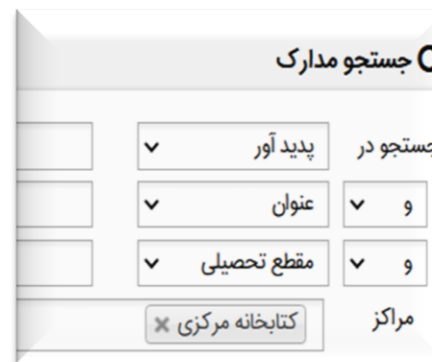 جستجو مدارک
جستجو در پدید آور
و عنوان
و مقطع تحصیلی
مراکز کتابخانه مرکزی ×